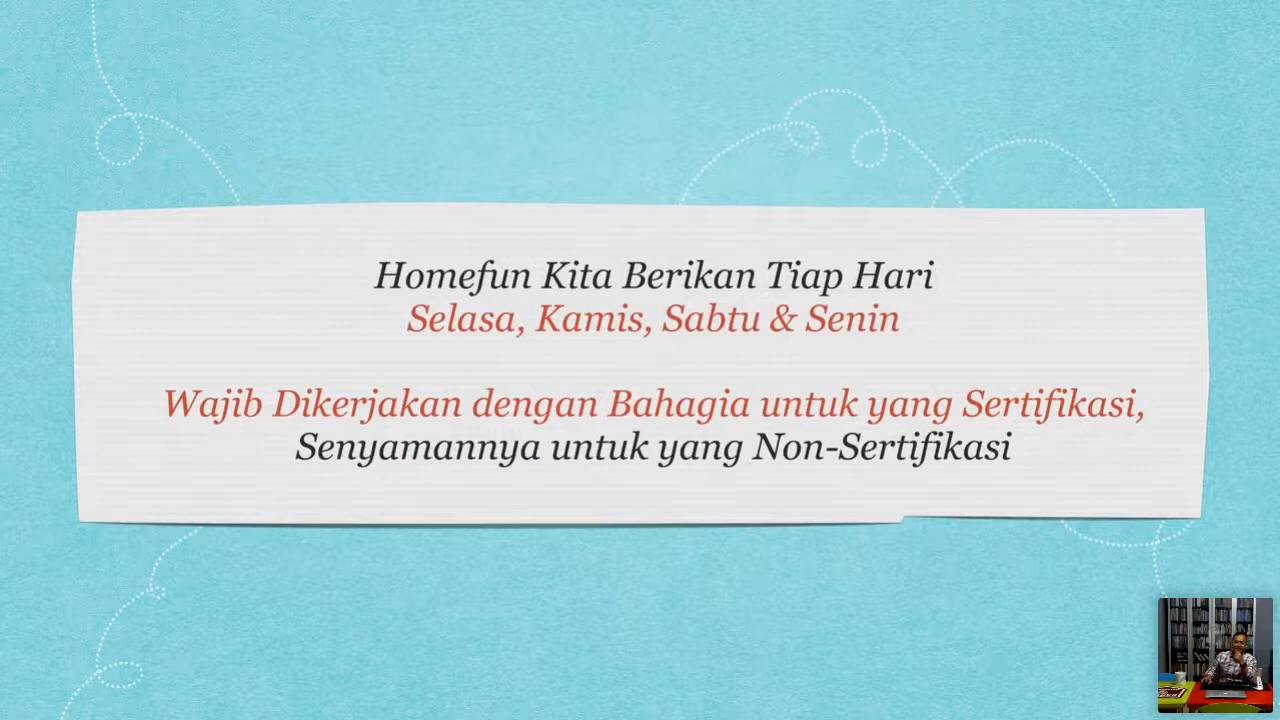 Homefun Kita Berikan Tiap Hari
Selasa, Kamis, Sabtu & Senin
Wajib Dikerjakan dengan Bahagia untuk yang Sertifikasi,
Senyamannya untuk yang Non-Sertifikasi